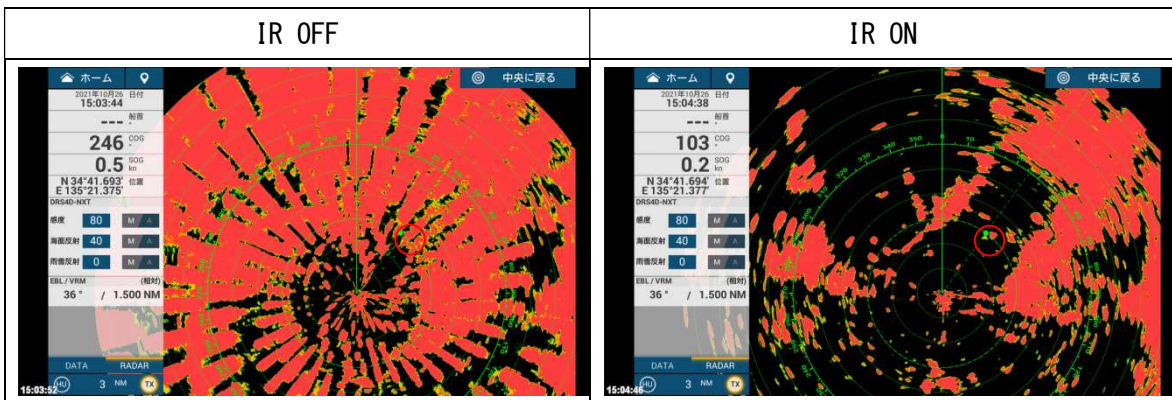 IR OFF
IR ON
ホーム
中央に戻る
2021年10月26 日付
15:03:44
--- 船首
246 ° COG
0.5 SOG kn
N 34°41.693' 位置
E 135°21.375'
DRS4D-NXT
感度 80 M / A
海面反射 40 M / A
雨雪反射 0 M / A
EBL / VRM (相対)
36 ° / 1.500 NM
DATA RADAR
15:03:52 HU 3 NM TX
ホーム
中央に戻る
2021年10月26 日付
15:04:38
--- 船首
103 ° COG
0.2 SOG kn
N 34°41.694' 位置
E 135°21.377'
DRS4D-NXT
感度 80 M / A
海面反射 40 M / A
雨雪反射 0 M / A
EBL / VRM (相対)
36 ° / 1.500 NM
DATA RADAR
15:04:46 HU 3 NM TX
320
330
340
350
0